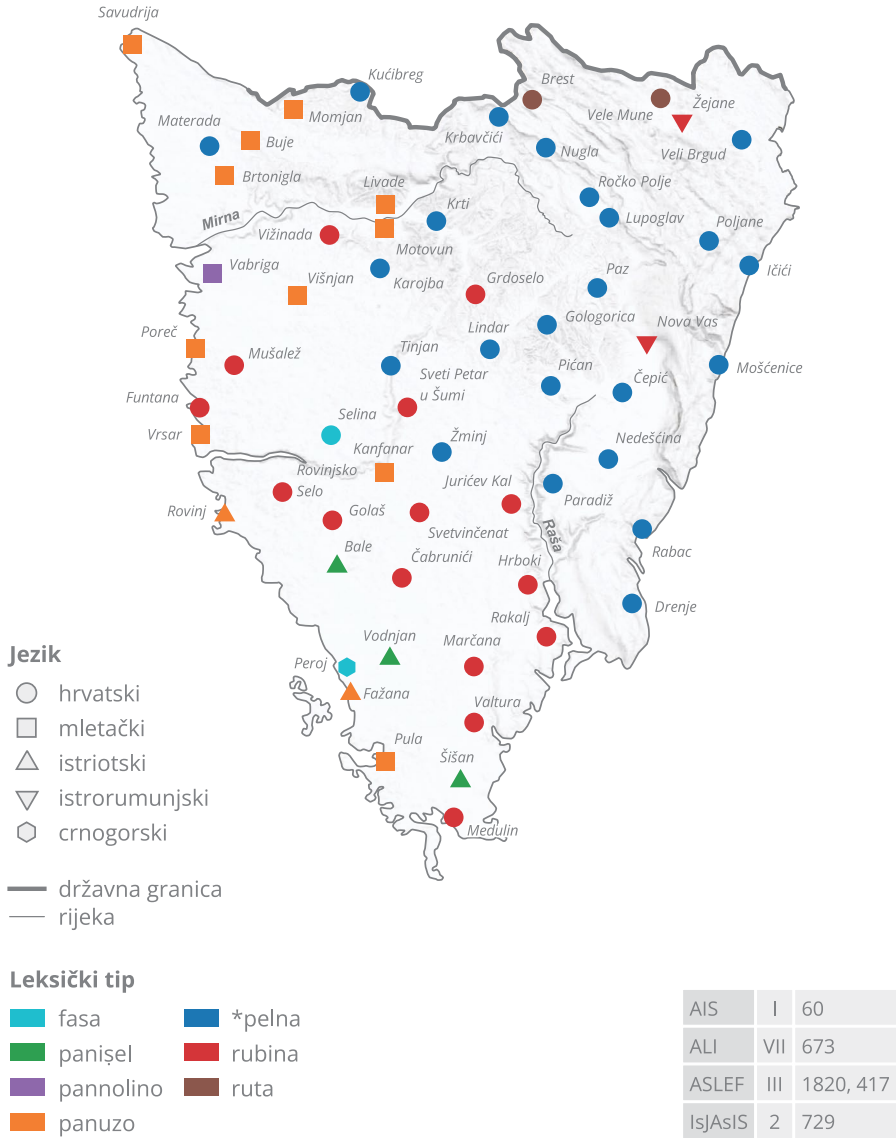 Savudrija
Kućibreg
Momjan
Materada
Buje
Brtonigla
Brest
Vele Mune
Žejane
Krbavčići
Nugla
Veli Brgud
Livade
Krti
Ročko Polje
Lupoglav
Poljane
Mirna
Vižinada
Motovun
Vabriga
Višnjan
Karojba
Grdoselo
Paz
Ičići
Gologorica
Nova Vas
Poreč
Mušalež
Tinjan
Lindar
Pićan
Čepić
Mošćenice
Sveti Petar
u Šumi
Funtana
Vrsar
Selina
Kanfanar
Žminj
Nedešćina
Rovinjsko
Selo
Jurićev Kal
Paradiž
Rovinj
Golaš
Svetvinčenat
Raša
Rabac
Bale
Čabrunići
Hrboki
Drenje
Rakalj
Peroj
Vodnjan
Marčana
Fažana
Valtura
Pula
Šišan
Medulin
Jezik
hrvatski
mletački
istriotski
istrorumunjski
crnogorski
državna granica
rijeka
Leksički tip
fasa
panișel
pannolino
panuzo
*pelna
rubina
ruta
AIS I 60
ALI VII 673
ASLEF III 1820, 417
IsJAsIS 2 729